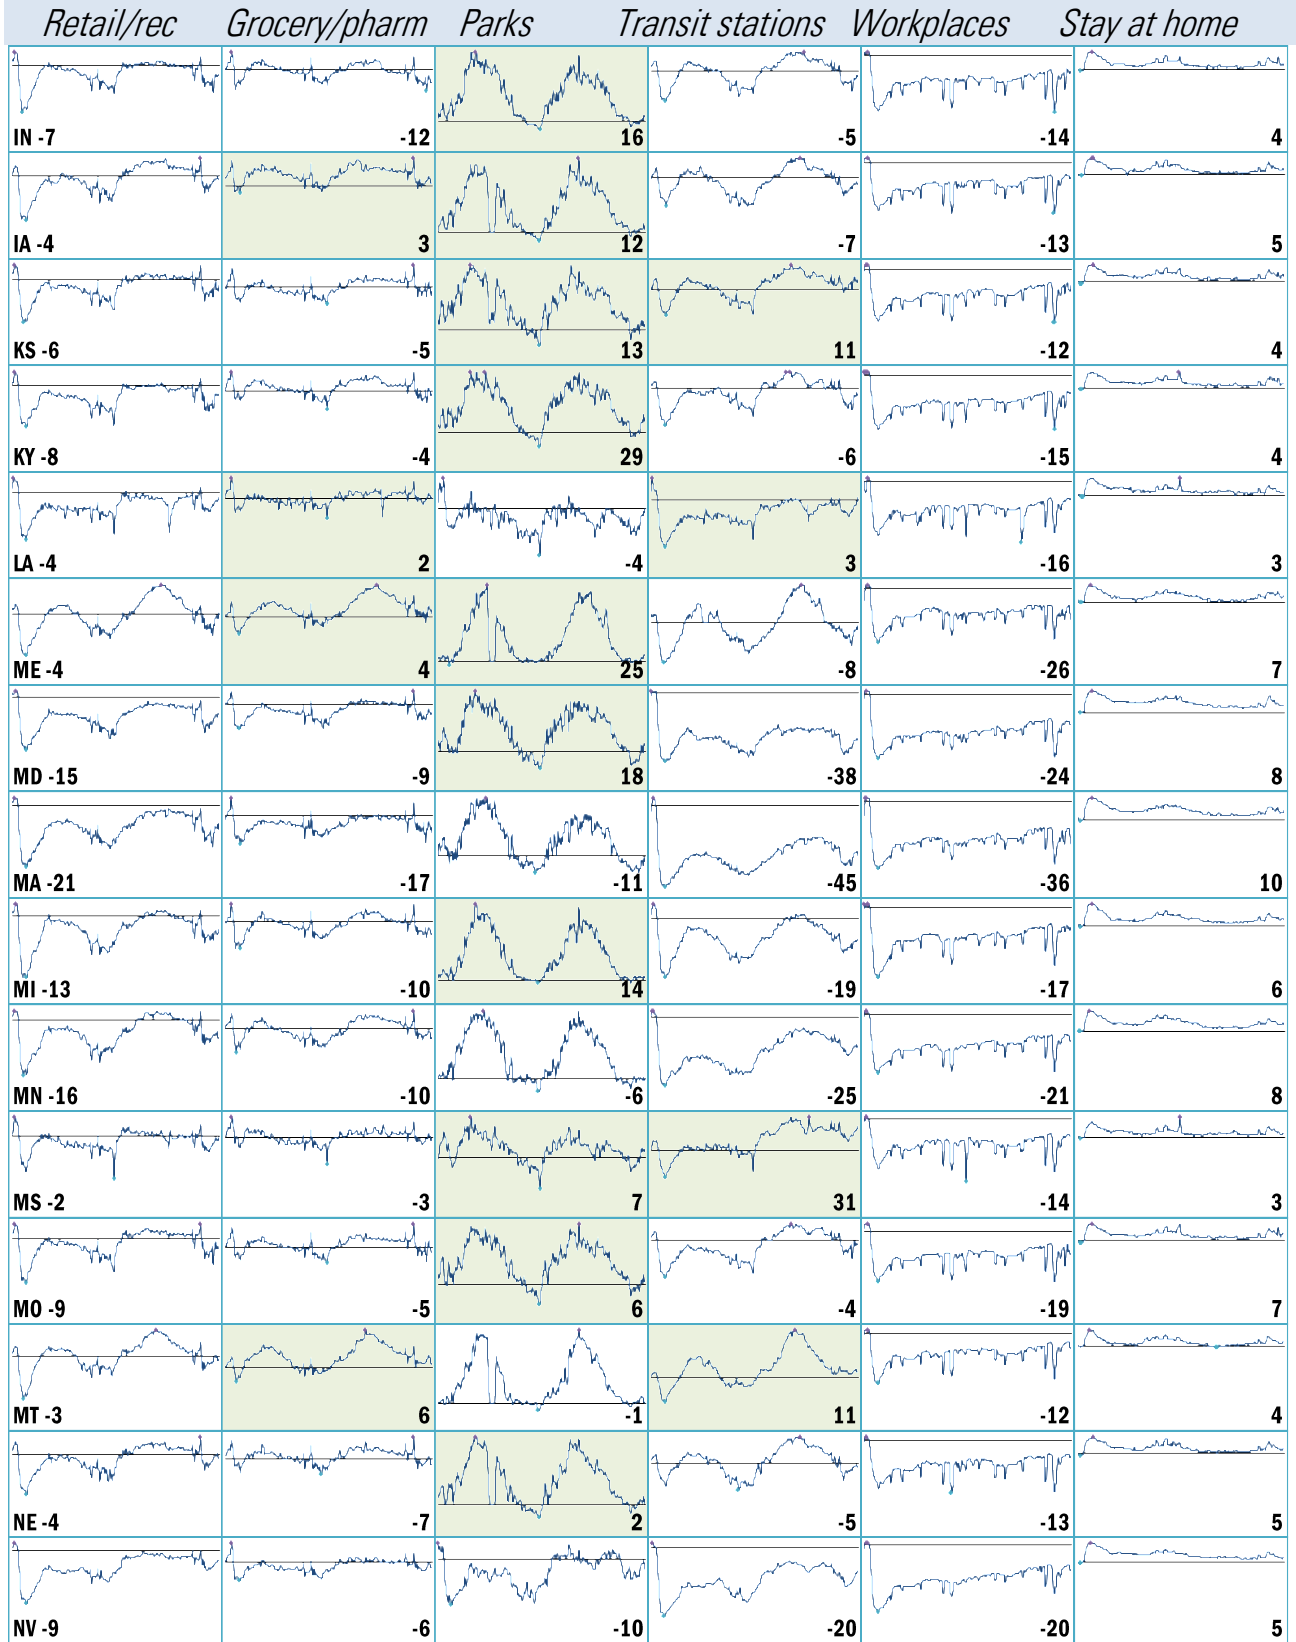 Retail/rec Grocery/pharm Parks Transit stations Workplaces Stay at home
IN -7 -12 16 -5 -14 4
IA -4 3 12 -7 -13 5
KS -6 -5 13 11 -12 4
KY -8 -4 29 -6 -15 4
LA -4 2 -4 3 -16 3
ME -4 4 25 -8 -26 7
MD -15 -9 18 -38 -24 8
MA -21 -17 -11 -45 -36 10
MI -13 -10 14 -19 -17 6
MN -16 -10 -6 -25 -21 8
MS -2 -3 7 31 -14 3
MO -9 -5 6 -4 -19 7
MT -3 6 -1 11 -12 4
NE -4 -7 2 -5 -13 5
NV -9 -6 -10 -20 -20 5